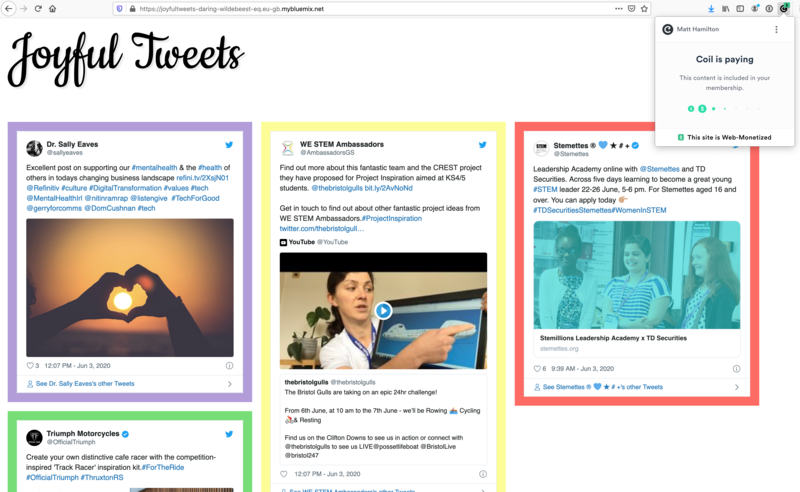 https://joyfultweets-daring-wildebeest-eq.eu-gb.mybluemix.net
Joyful Tweets
Matt Hamilton
Coil is paying
This content is included in your
membership.
This site is Web-Monetized
Dr. Sally Eaves
@sallyeaves
Excellent post on supporting our #mentalhealth & the #health of
others in todays changing business landscape refini.tv/2XsjN01
@Refinitiv #culture #DigitalTransformation #values #tech
@MentalHealthIrl @nitinramrap @listengive #TechForGood
@gerryforcomms @DomCushnan #tech
3 12:07 PM - Jun 3, 2020
See Dr. Sally Eaves's other Tweets
Triumph Motorcycles
@OfficialTriumph
Create your own distinctive cafe racer with the competition-
inspired 'Track Racer' inspiration kit.#ForTheRide
#OfficialTriumph #ThruxtonRS
WE STEM Ambassadors
@AmbassadorsGS
Find out more about this fantastic team and the CREST project
they have proposed for Project Inspiration aimed at KS4/5
students. @thebristolgulls bit.ly/2AvNoNd
Get in touch to find out about other fantastic project ideas from
WE STEM Ambassadors.#ProjectInspiration
twitter.com/thebristolgull…
YouTube @YouTube
thebristolgulls @thebristolgulls
The Bristol Gulls are taking on an epic 24hr challenge!
From 6th June, at 10 am to the 7th June - we'll be Rowing 🚣 Cycling
🚴& Resting
Find us on the Clifton Downs to see us in action or connect with
@thebristolgulls to see us LIVE@possetlifeboat @BristolLive
@bristol247
12:07 PM - Jun 3, 2020
See WE STEM Ambassadors's other Tweets
Stemettes ® 💙 ★ # +
@Stemettes
Leadership Academy online with @Stemettes and TD
Securities. Across five days learning to become a great young
#STEM leader 22-26 June, 5-6 pm. For Stemettes aged 16 and
over. You can apply today 👉🏽
#TDSecuritiesStemettes#WomenInSTEM
Stemillions Leadership Academy x TD Securities
stemettes.org
6 9:39 AM - Jun 3, 2020
See Stemettes ® 💙 ★ # +'s other Tweets